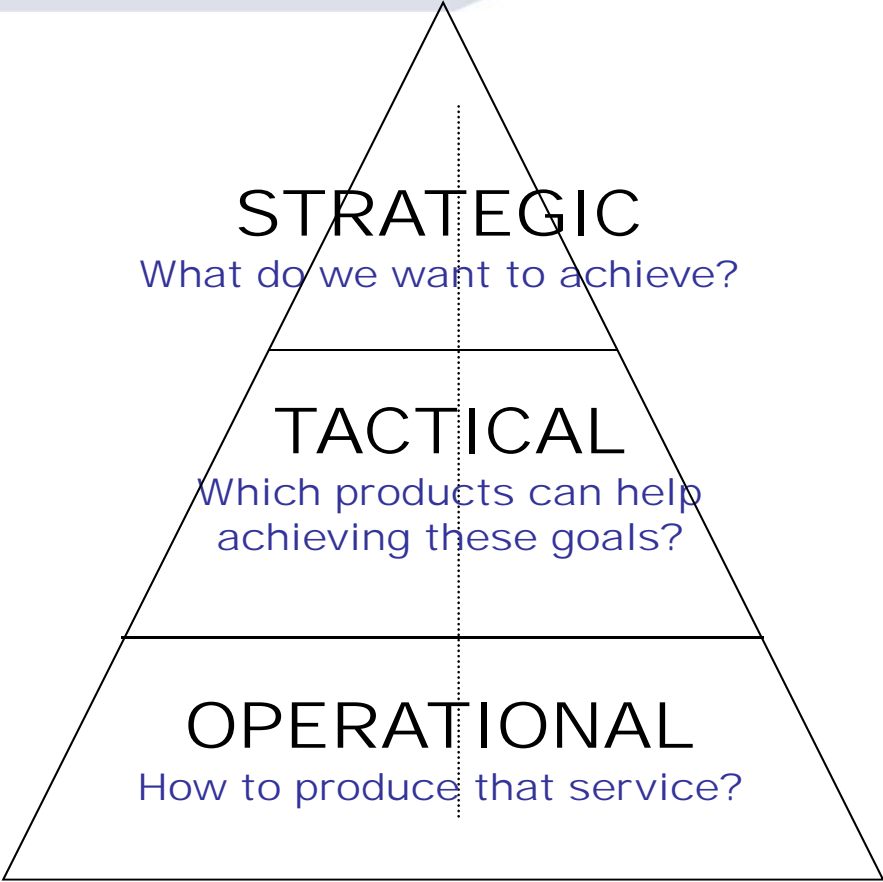 STRATEGIC
What do we want to achieve?
TACTICAL
Which products can help
achieving these goals?
OPERATIONAL
How to produce that service?